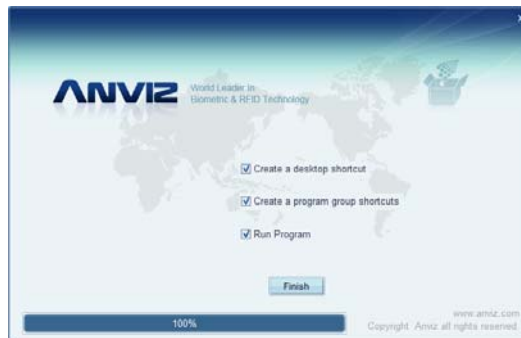 ANVIZ
World Leader in
Biometric & RFID Technology
Create a desktop shortcut
Create a program group shortcuts
Run Program
Finish
100%
www.anviz.com
Copyright Anviz all rights reserved.